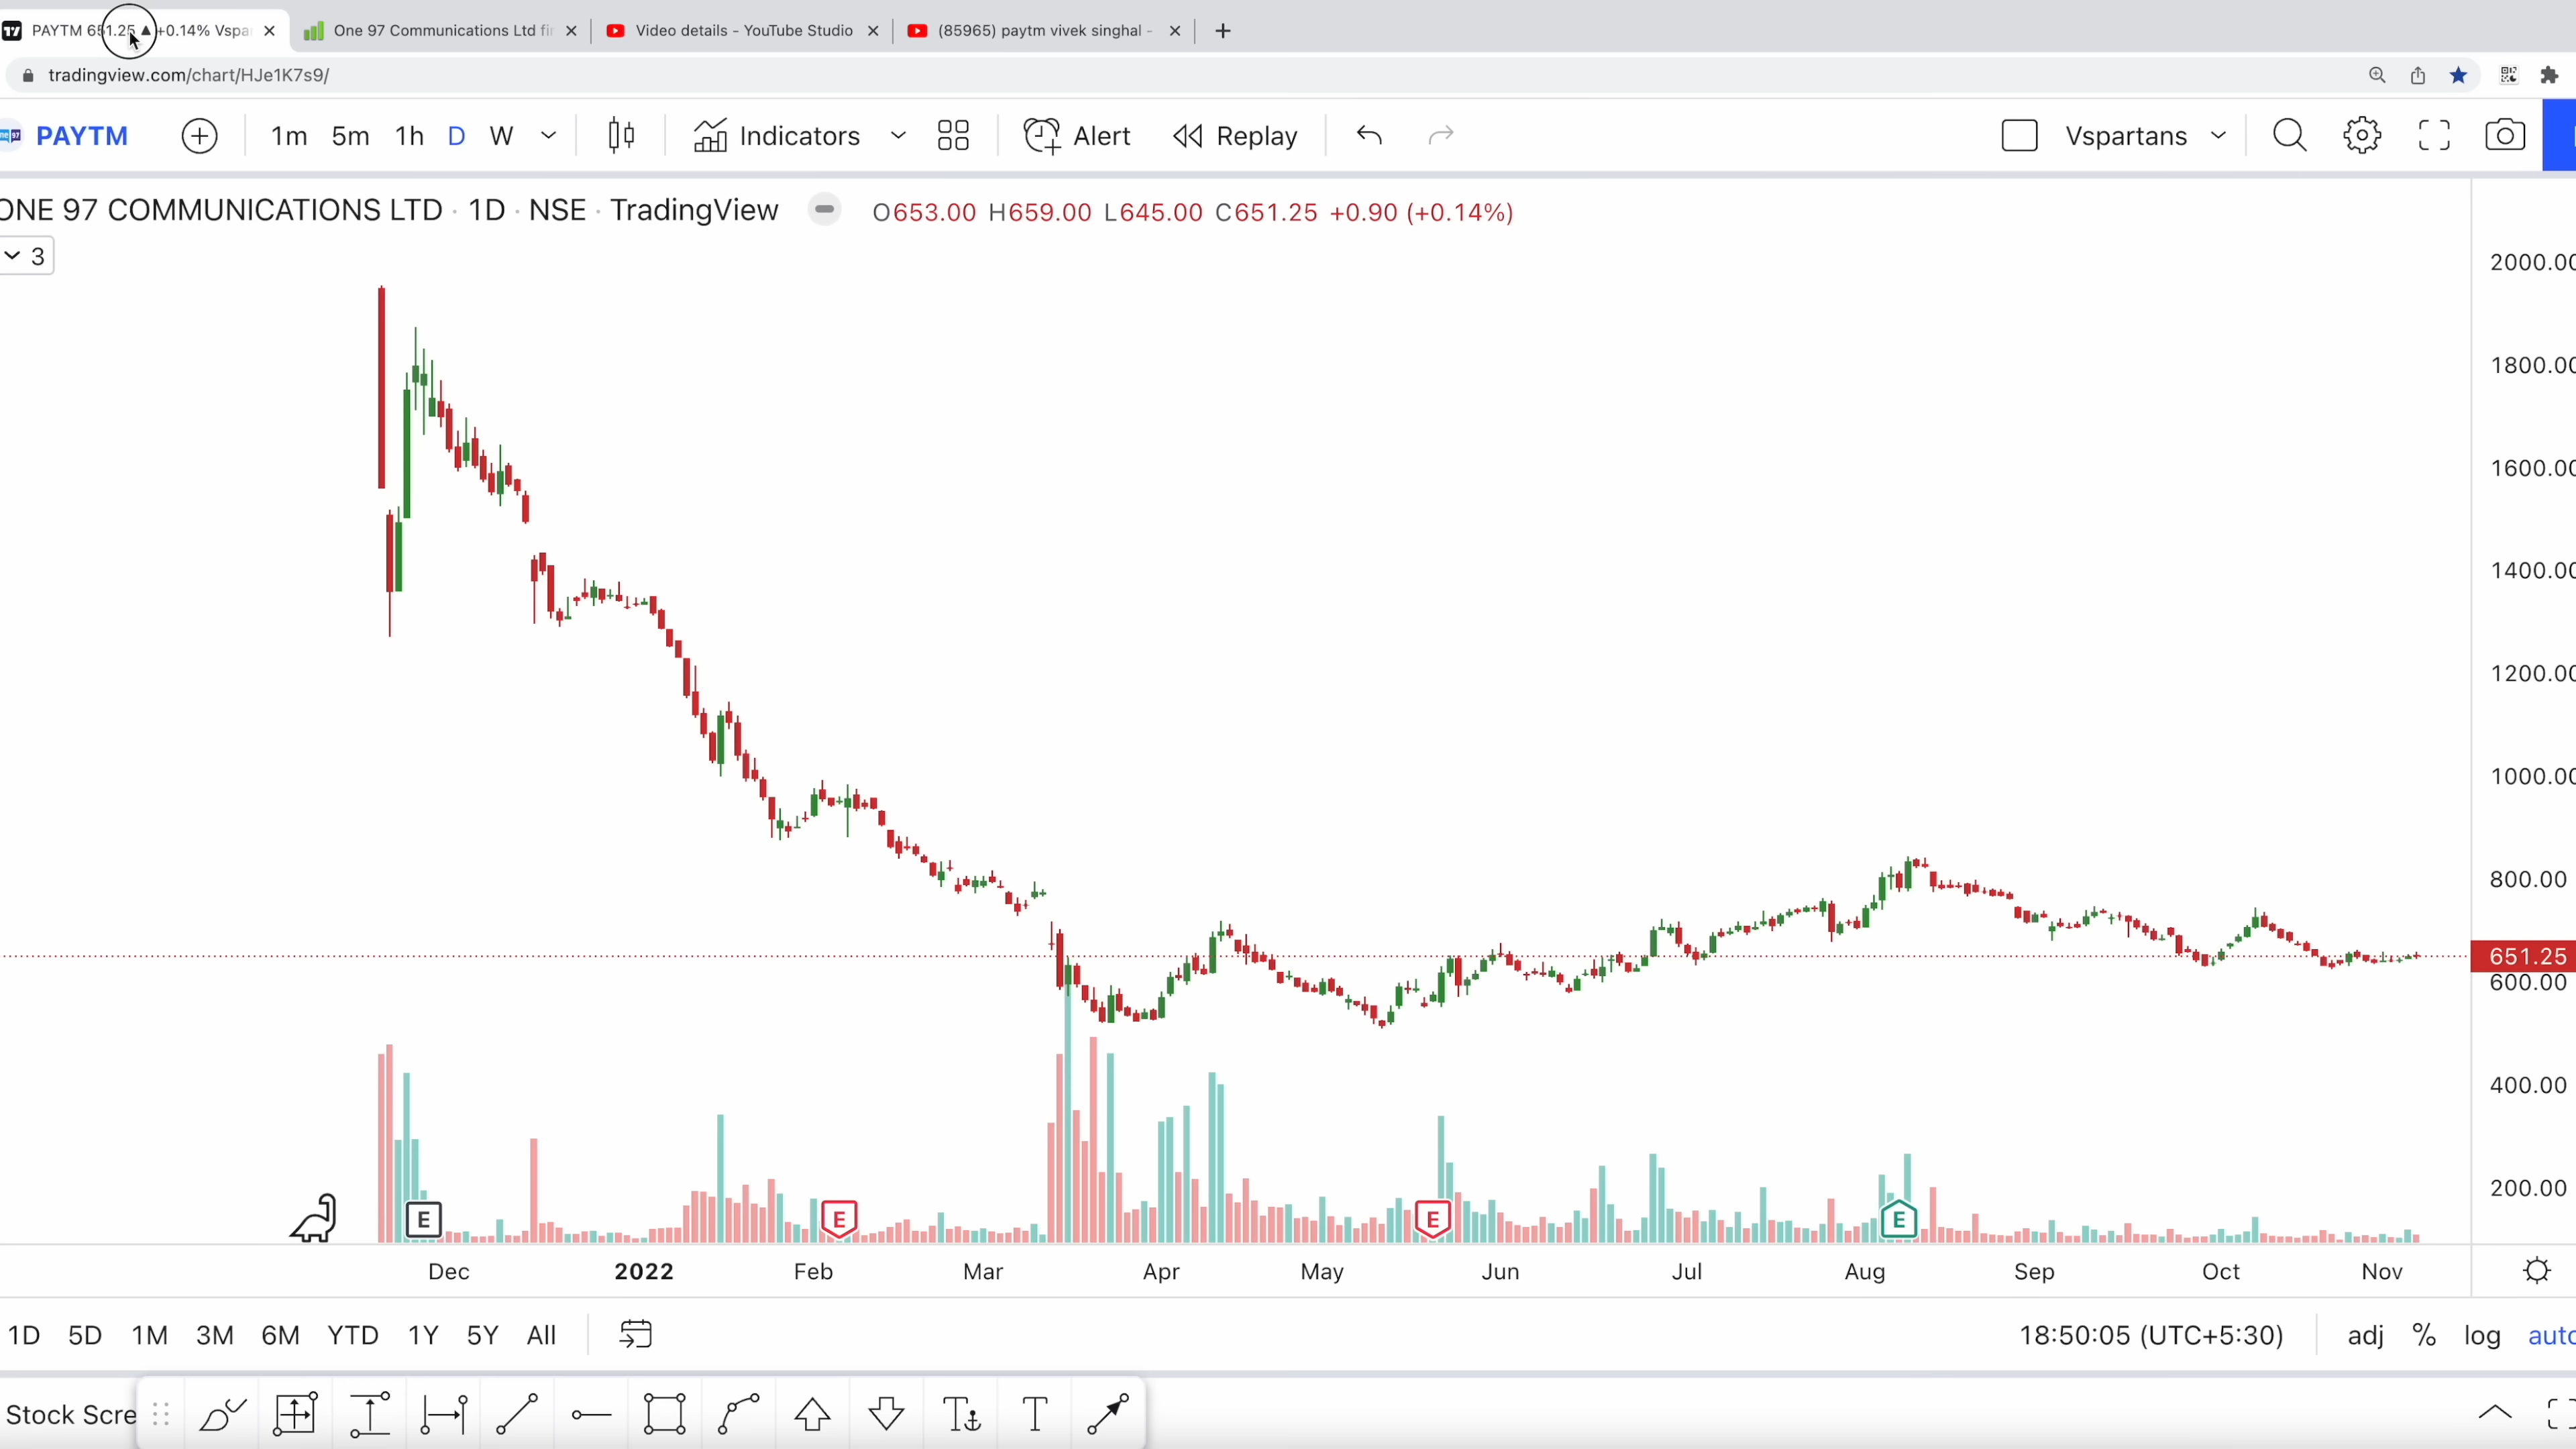 PAYTM 651.25 ▲ +0.14% Vspa
One 97 Communications Ltd fi
Video details - YouTube Studio
(85965) paytm vivek singhal -
tradingview.com/chart/HJe1K7s9/
PAYTM 1m 5m 1h D W Indicators Alert Replay Vspartans
ONE 97 COMMUNICATIONS LTD · 1D · NSE · TradingView O653.00 H659.00 L645.00 C651.25 +0.90 (+0.14%)
3
2000.00
1800.00
1600.00
1400.00
1200.00
1000.00
800.00
651.25
600.00
400.00
200.00
E E E E
Dec 2022 Feb Mar Apr May Jun Jul Aug Sep Oct Nov
1D 5D 1M 3M 6M YTD 1Y 5Y All 18:50:05 (UTC+5:30) adj % log auto
Stock Scre